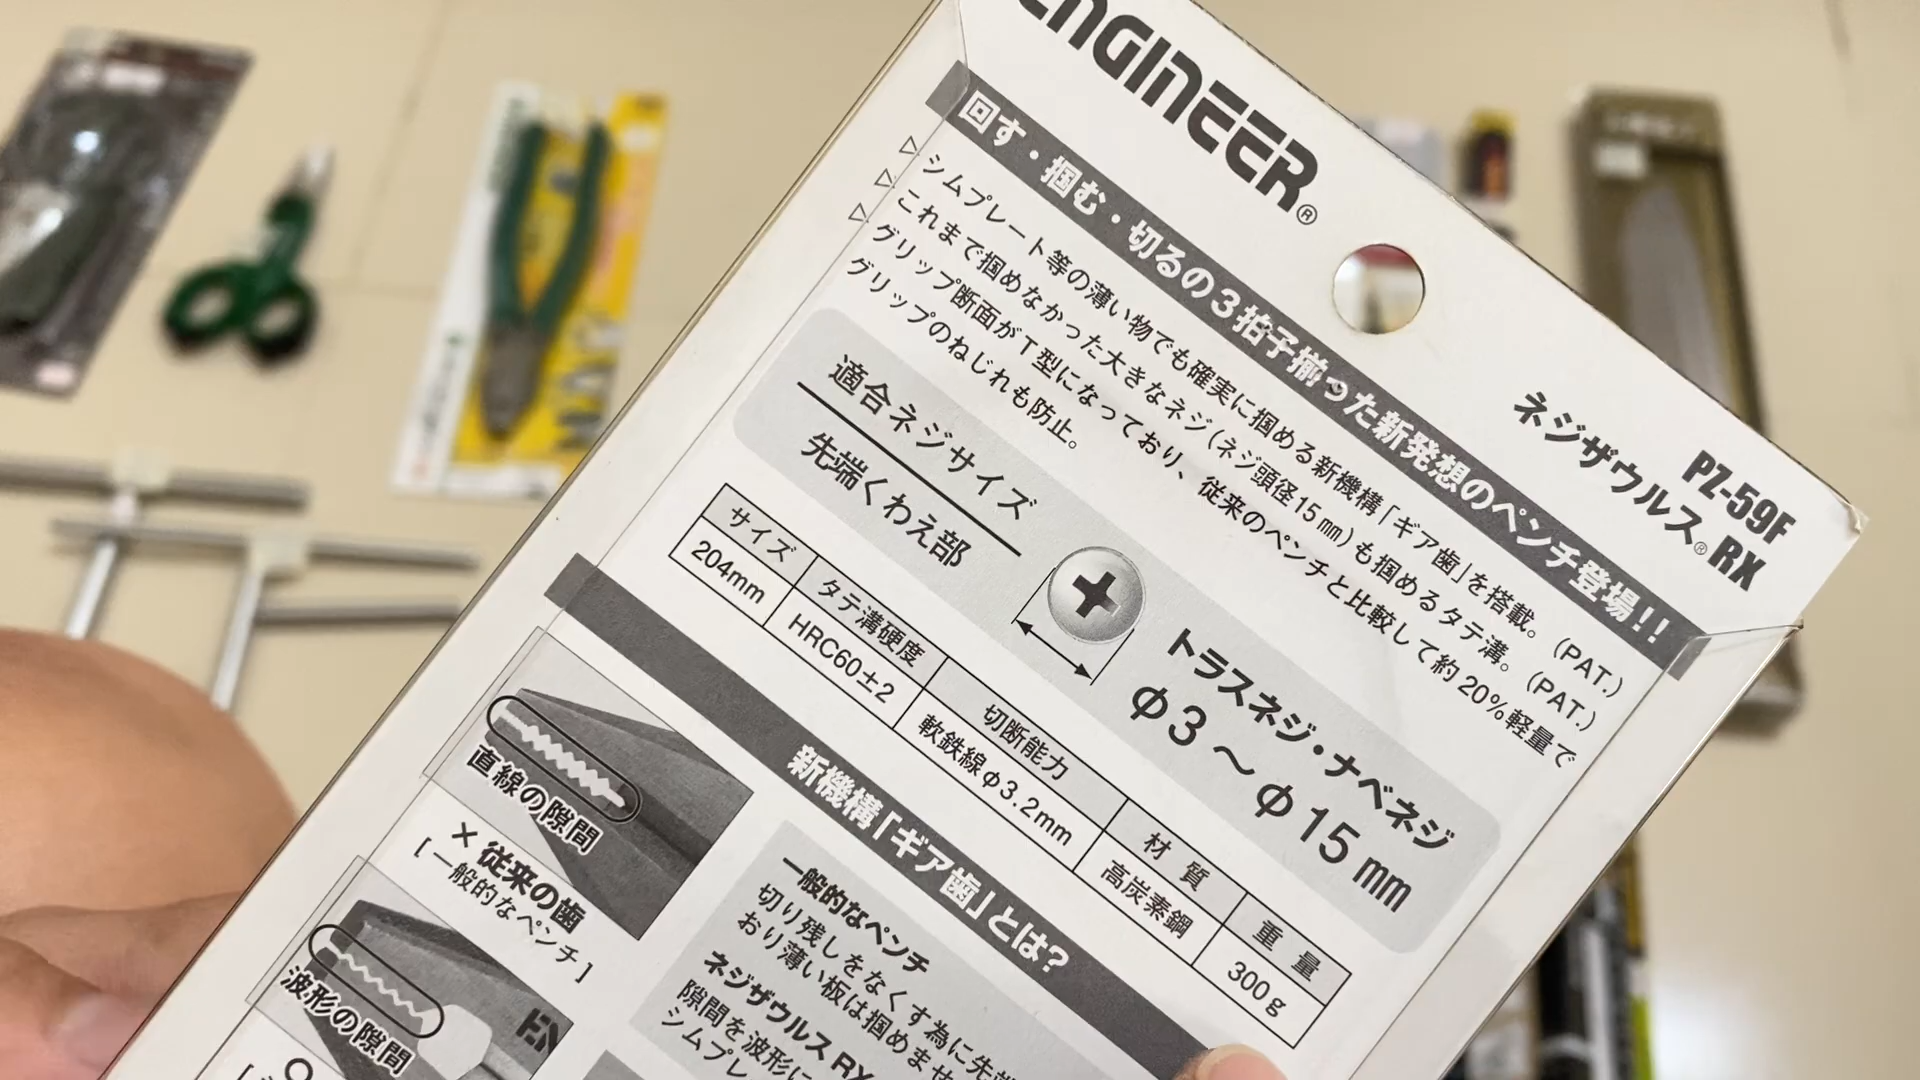 ENGINEER®
PZ-59F
ネジザウルス® RX
回す・掴む・切るの3拍子揃った新発想のペンチ登場!!
▷ シムプレート等の薄い物でも確実に掴める新機構「ギア歯」を搭載。(PAT.)
▷ これまで掴めなかった大きなネジ(ネジ頭径15㎜)も掴めるタテ溝。(PAT.)
▷ グリップ断面がT型になっており、従来のペンチと比較して約20%軽量で
グリップのねじれも防止。
適合ネジサイズ
先端くわえ部
トラスネジ・ナベネジ
φ3～φ15㎜
サイズ タテ溝硬度 切断能力 材質 重量
204mm HRC60±2 軟鉄線φ3.2mm 高炭素鋼 300g
新機構「ギア歯」とは?
直線の隙間
× 従来の歯
[一般的なペンチ]
波形の隙間
EN
一般的なペンチ
切り残しをなくす為に先端
おり薄い板は掴めませ
ネジザウルスRX
隙間を波形に
シムプレ